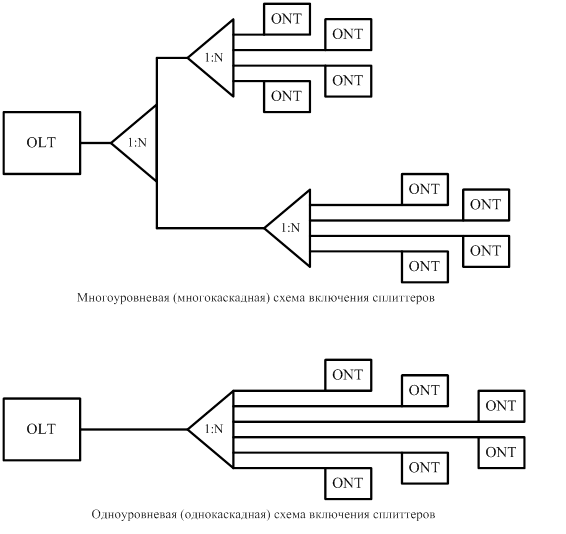 ONT
ONT
1:N
ONT
ONT
OLT
1:N
ONT
ONT
1:N
ONT
ONT
Многоуровневая (многокаскадная) схема включения сплиттеров
ONT
ONT
ONT
OLT
1:N
ONT
ONT
ONT
Одноуровневая (однокаскадная) схема включения сплиттеров